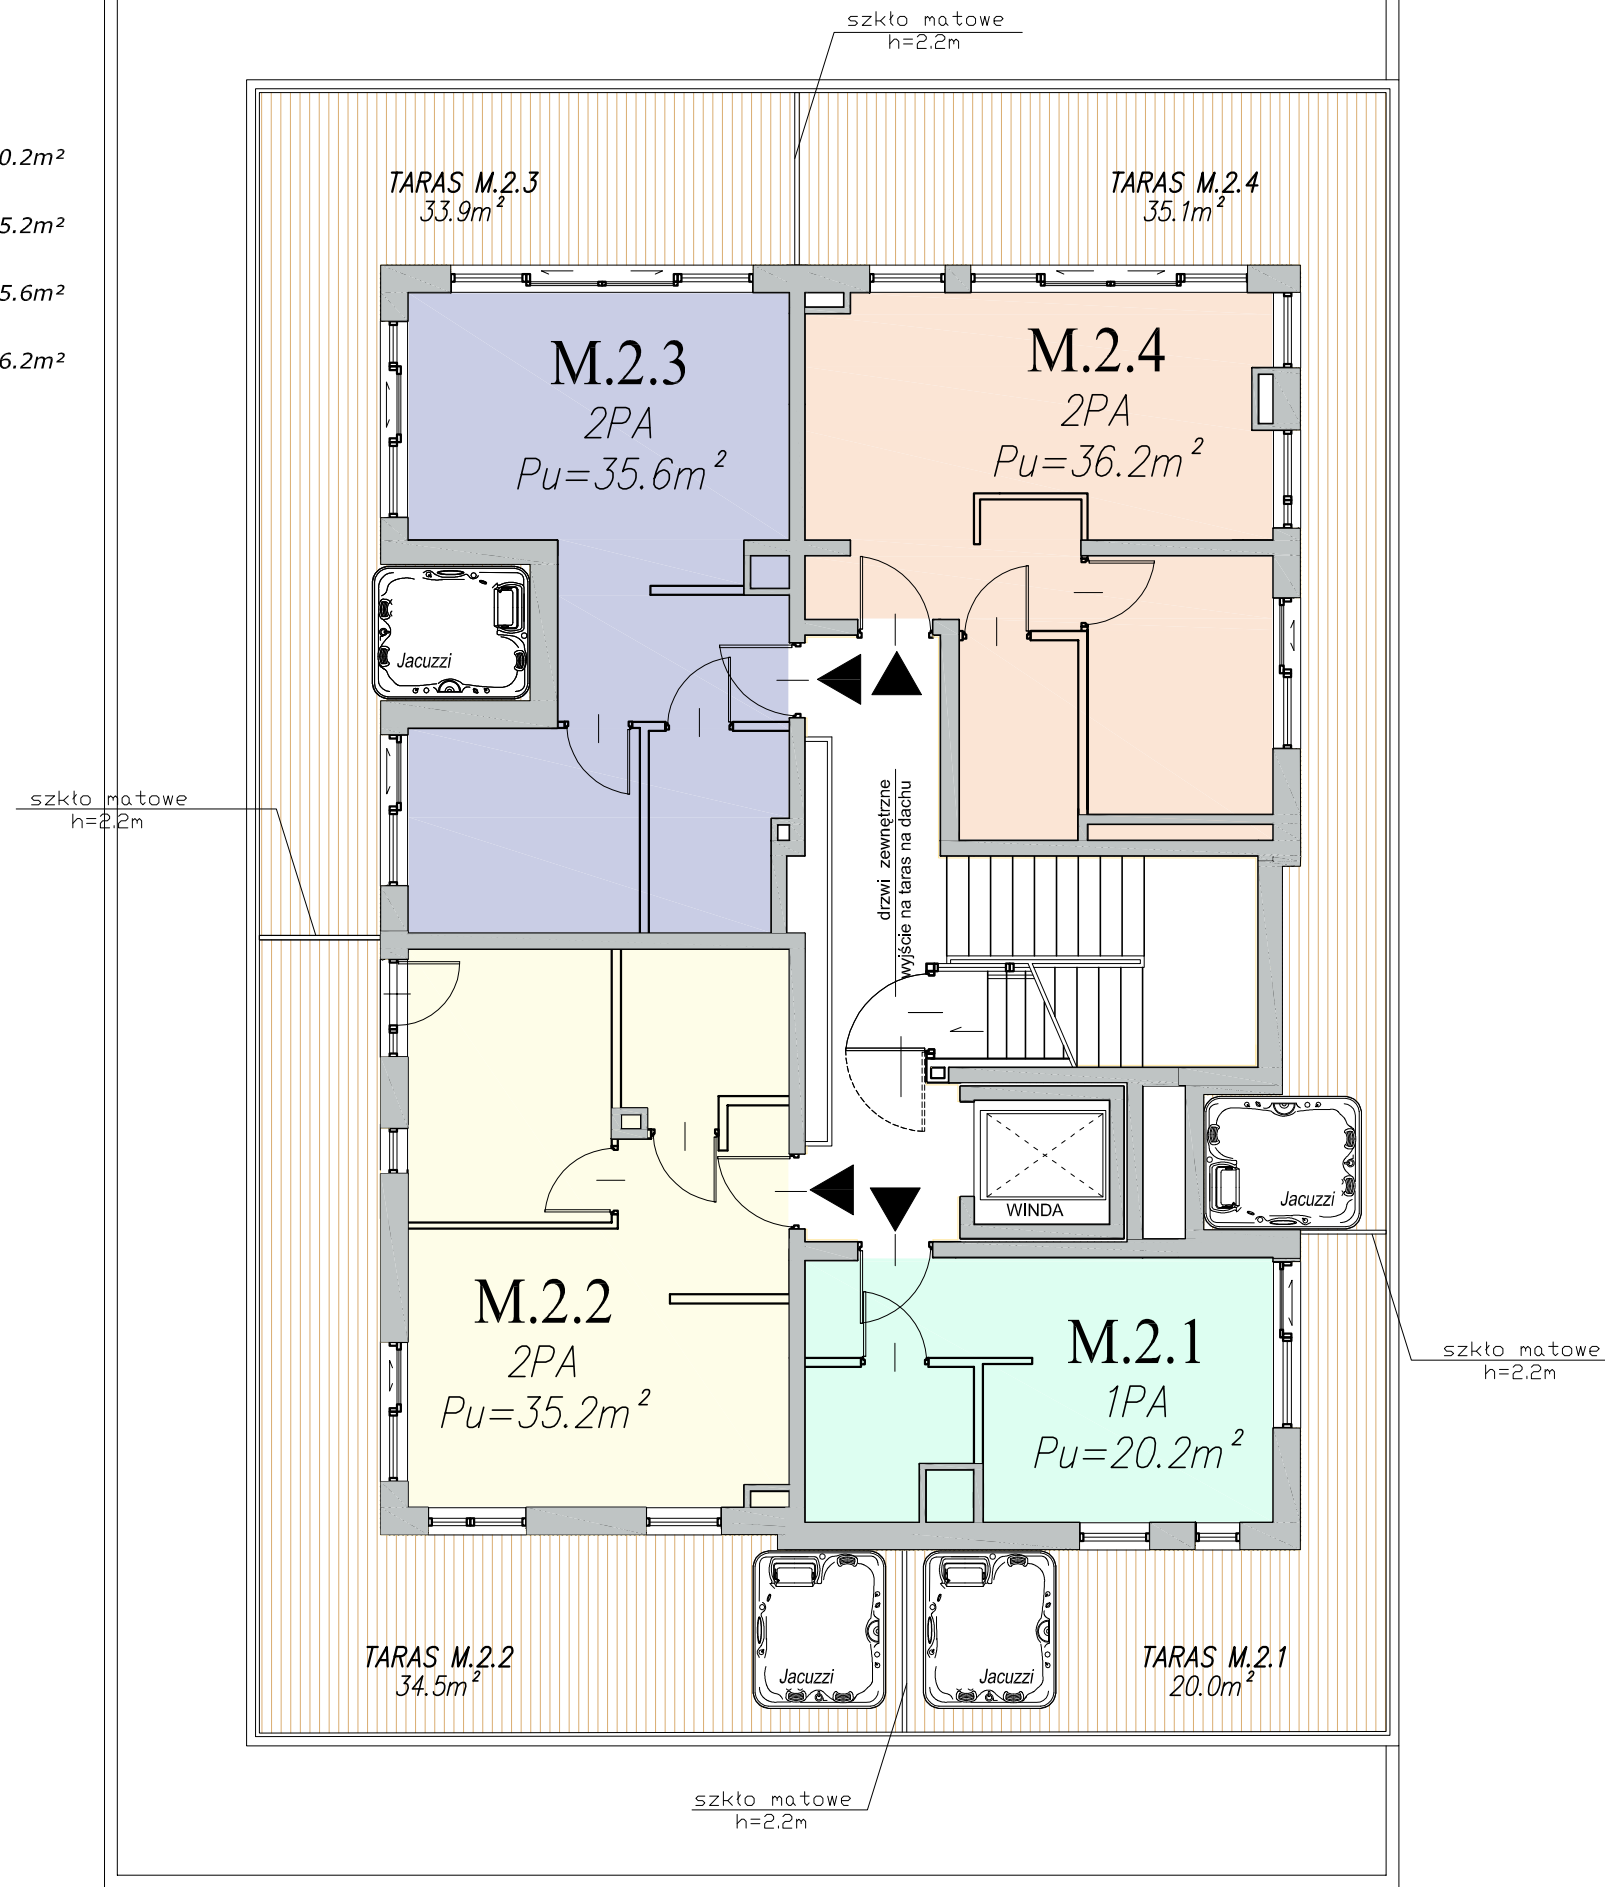 szkło matowe
h=2.2m
0.2m²
5.2m²
5.6m²
6.2m²
TARAS M.2.3
33.9m²
TARAS M.2.4
35.1m²
M.2.3
2PA
Pu=35.6m²
M.2.4
2PA
Pu=36.2m²
Jacuzzi
szkło matowe
h=2.2m
drzwi zewnętrzne
wyjście na taras na dachu
WINDA
Jacuzzi
M.2.2
2PA
Pu=35.2m²
M.2.1
1PA
Pu=20.2m²
szkło matowe
h=2.2m
TARAS M.2.2
34.5m²
Jacuzzi
Jacuzzi
TARAS M.2.1
20.0m²
szkło matowe
h=2.2m